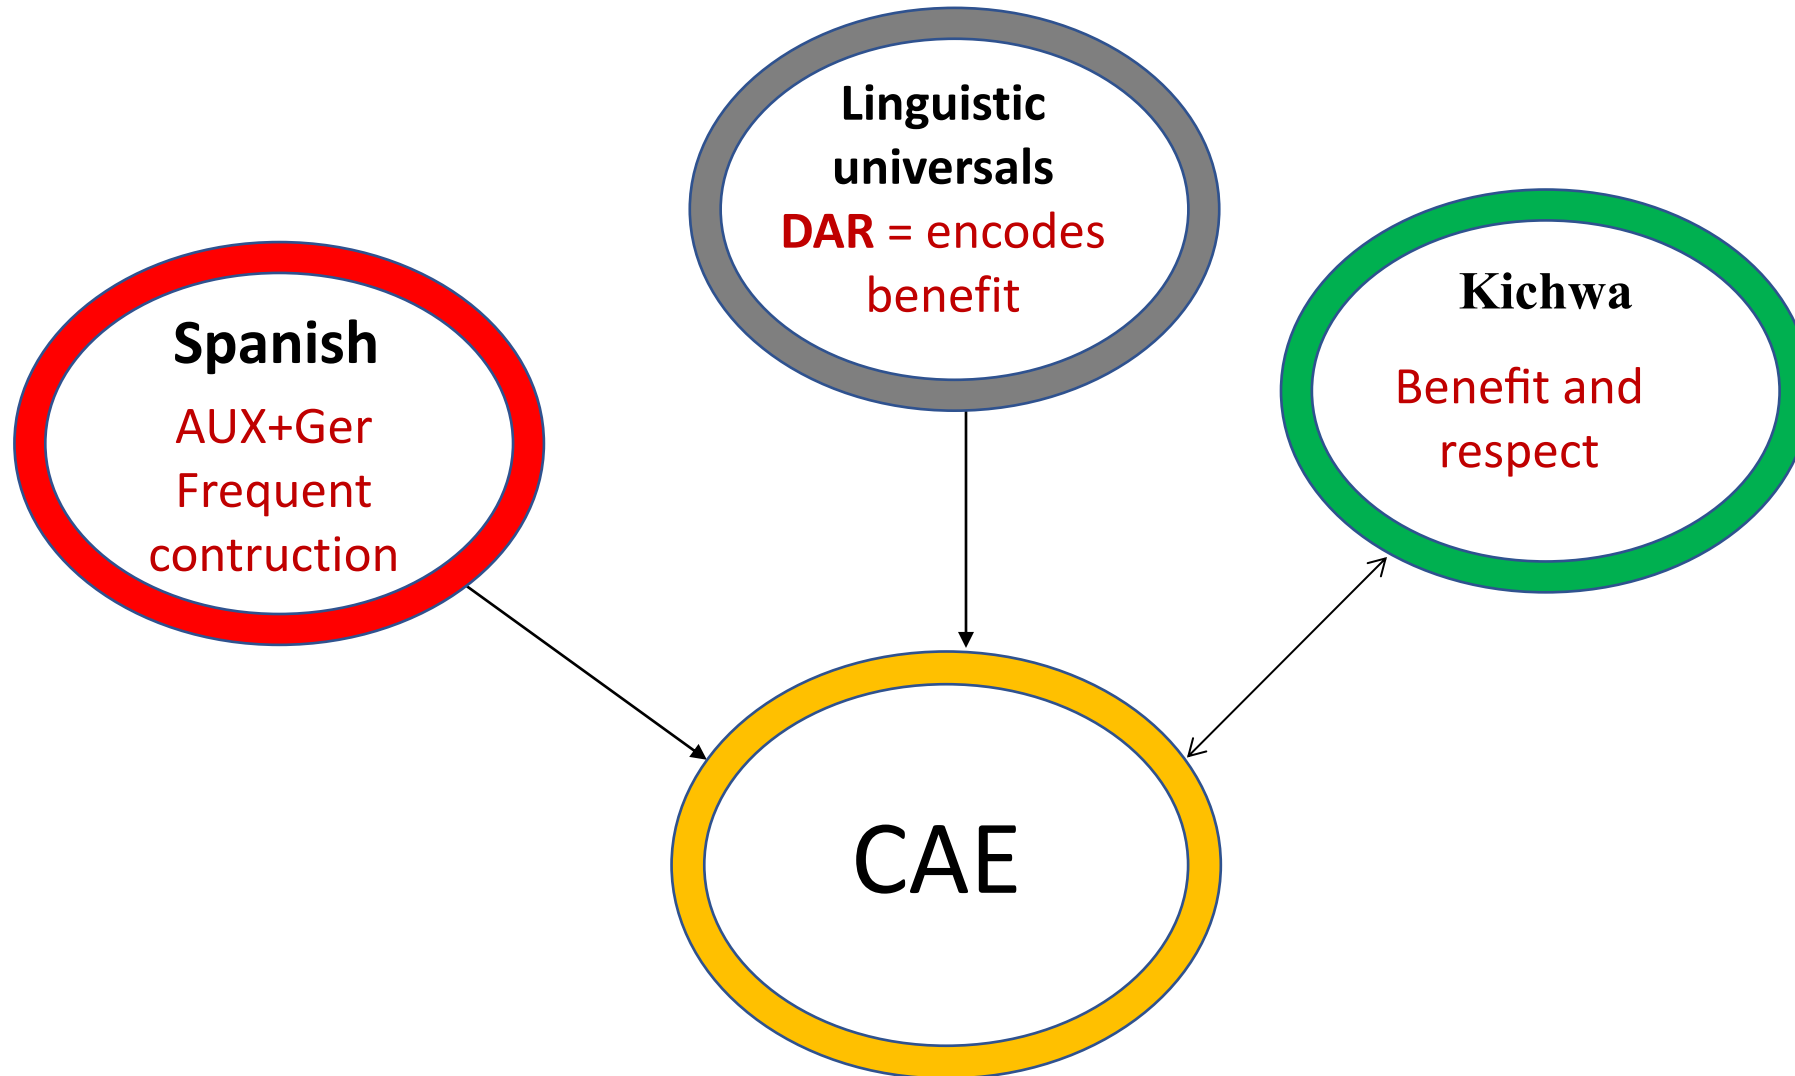 Linguistic
universals
DAR = encodes
benefit
Spanish
AUX+Ger
Frequent
contruction
Kichwa
Benefit and
respect
CAE